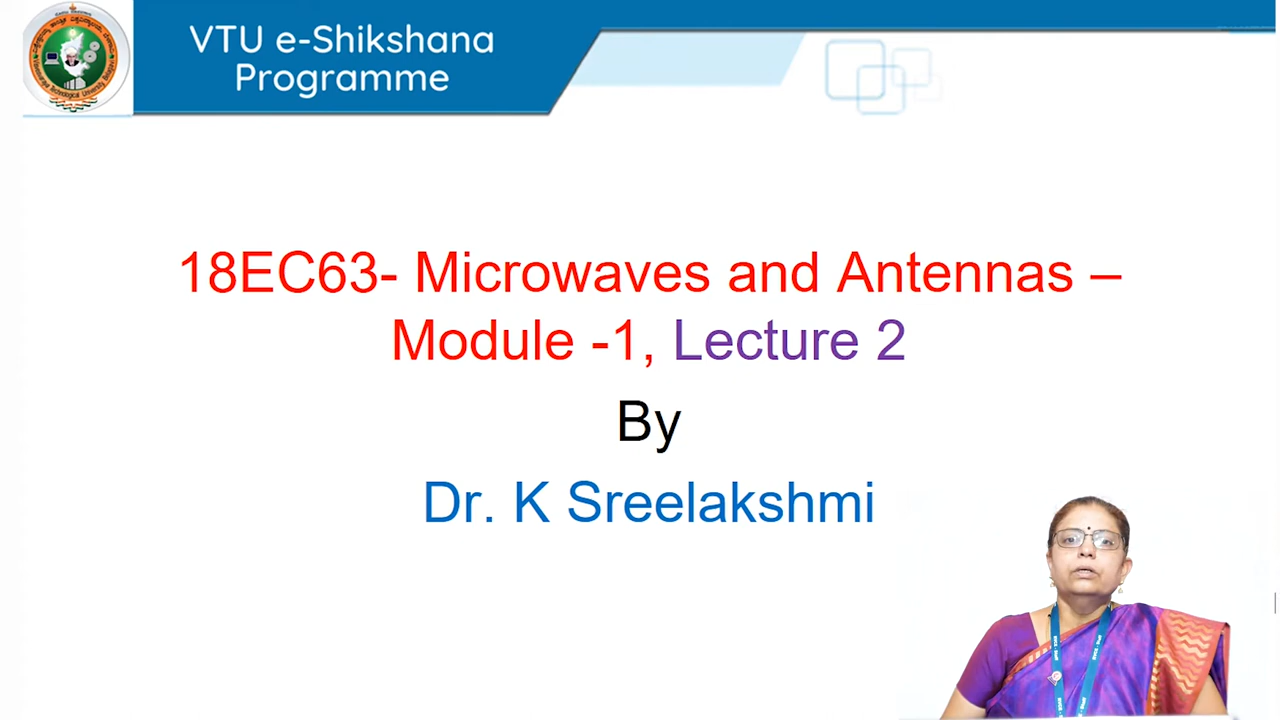 VTU e-Shikshana
Programme
18EC63- Microwaves and Antennas –
Module -1, Lecture 2
By
Dr. K Sreelakshmi